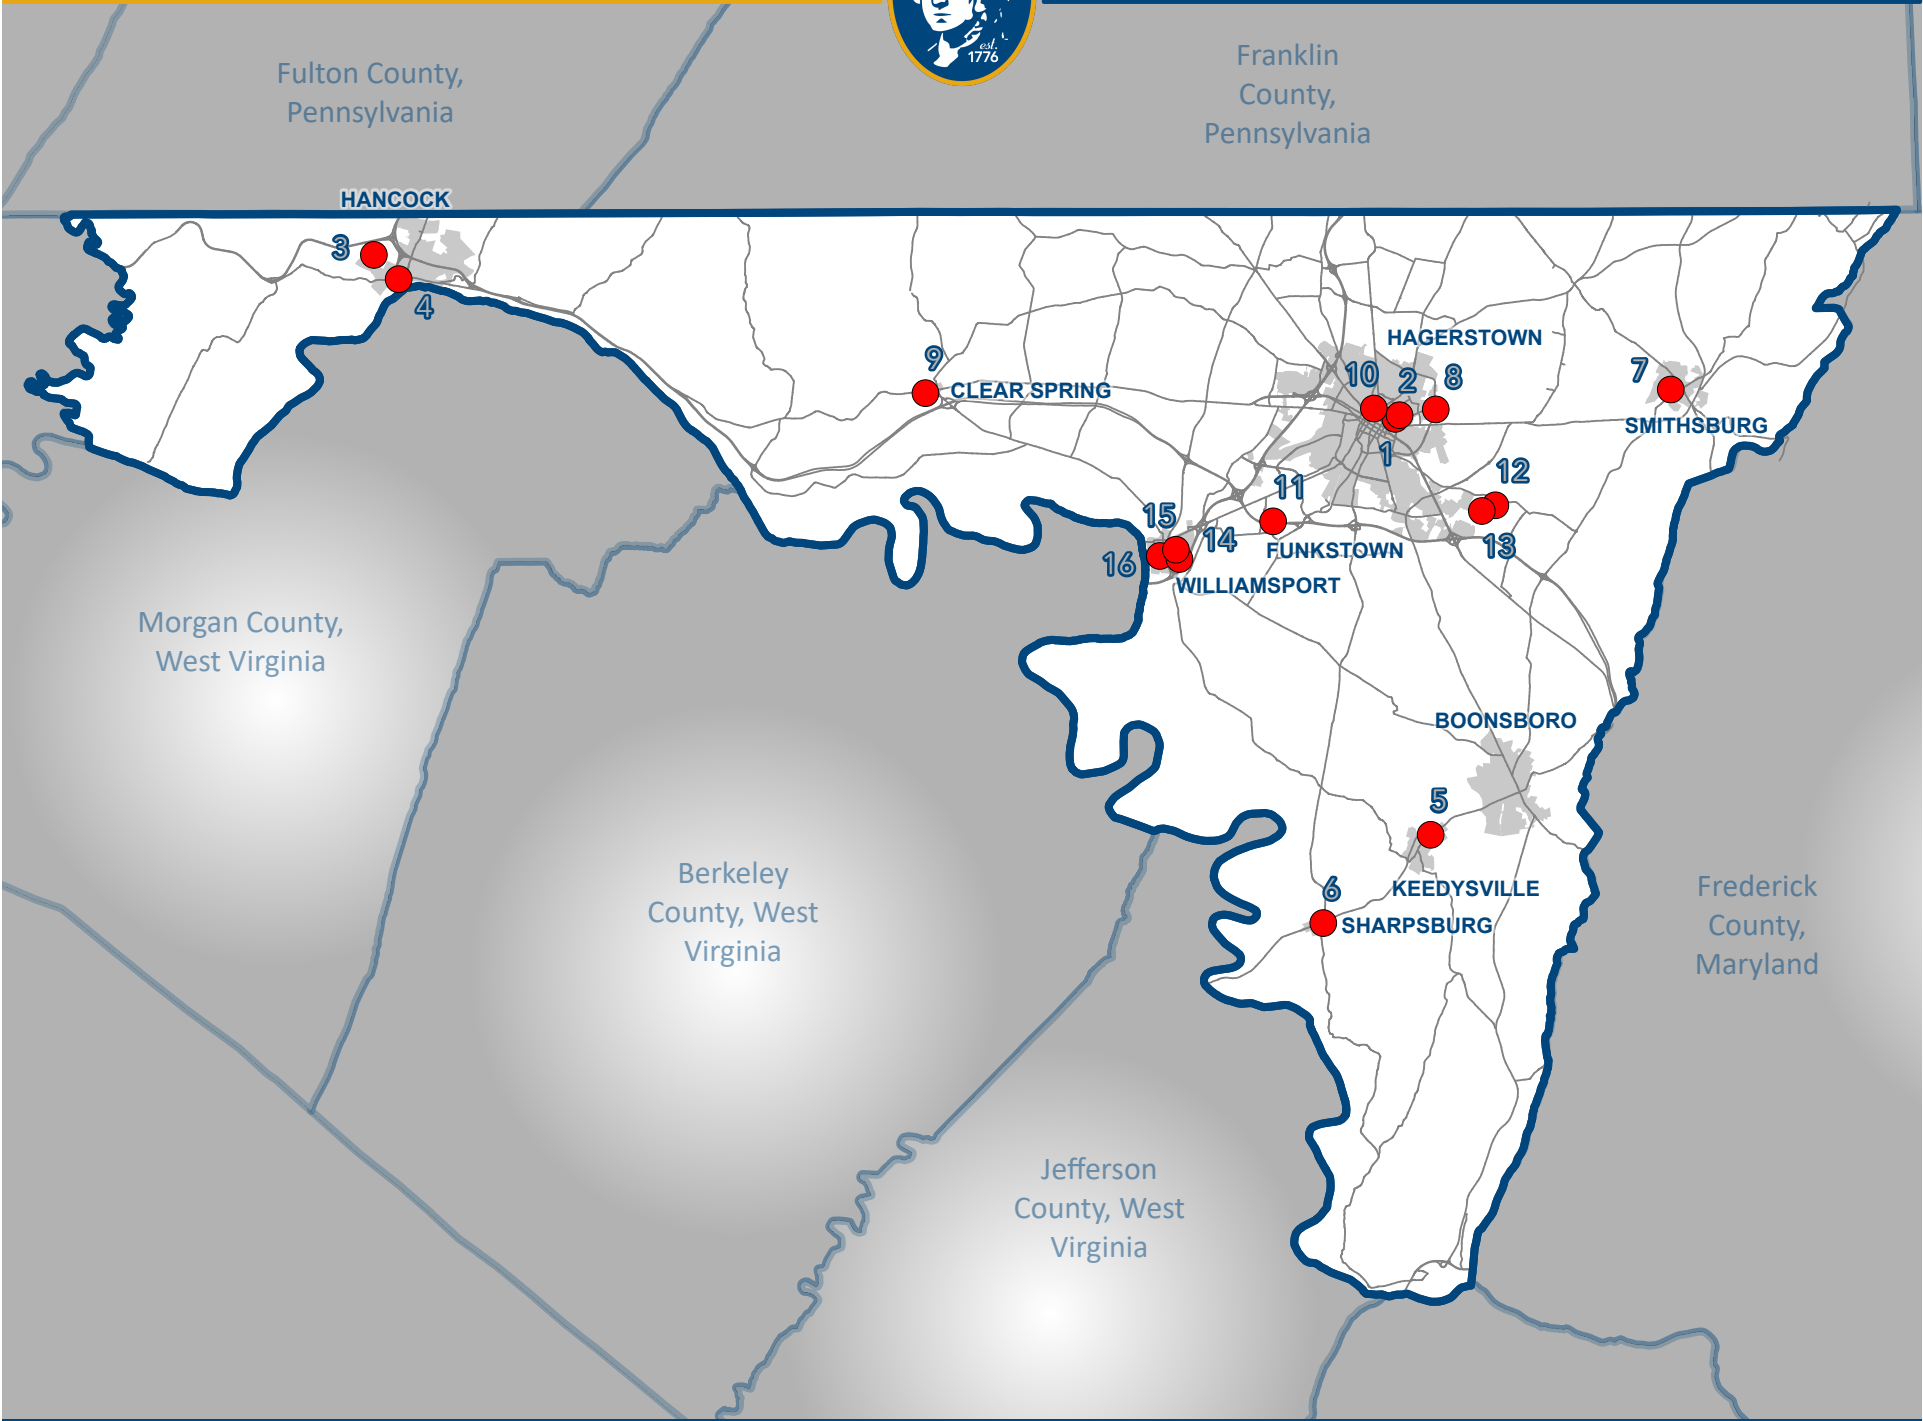 est.
1776
Fulton County,
Pennsylvania
Franklin
County,
Pennsylvania
HANCOCK
3
4
HAGERSTOWN
9
CLEAR SPRING
10
2
8
7
SMITHSBURG
1
12
11
15
14
13
FUNKSTOWN
16
WILLIAMSPORT
Morgan County,
West Virginia
BOONSBORO
5
Berkeley
County, West
Virginia
6
KEEDYSVILLE
SHARPSBURG
Frederick
County,
Maryland
Jefferson
County, West
Virginia